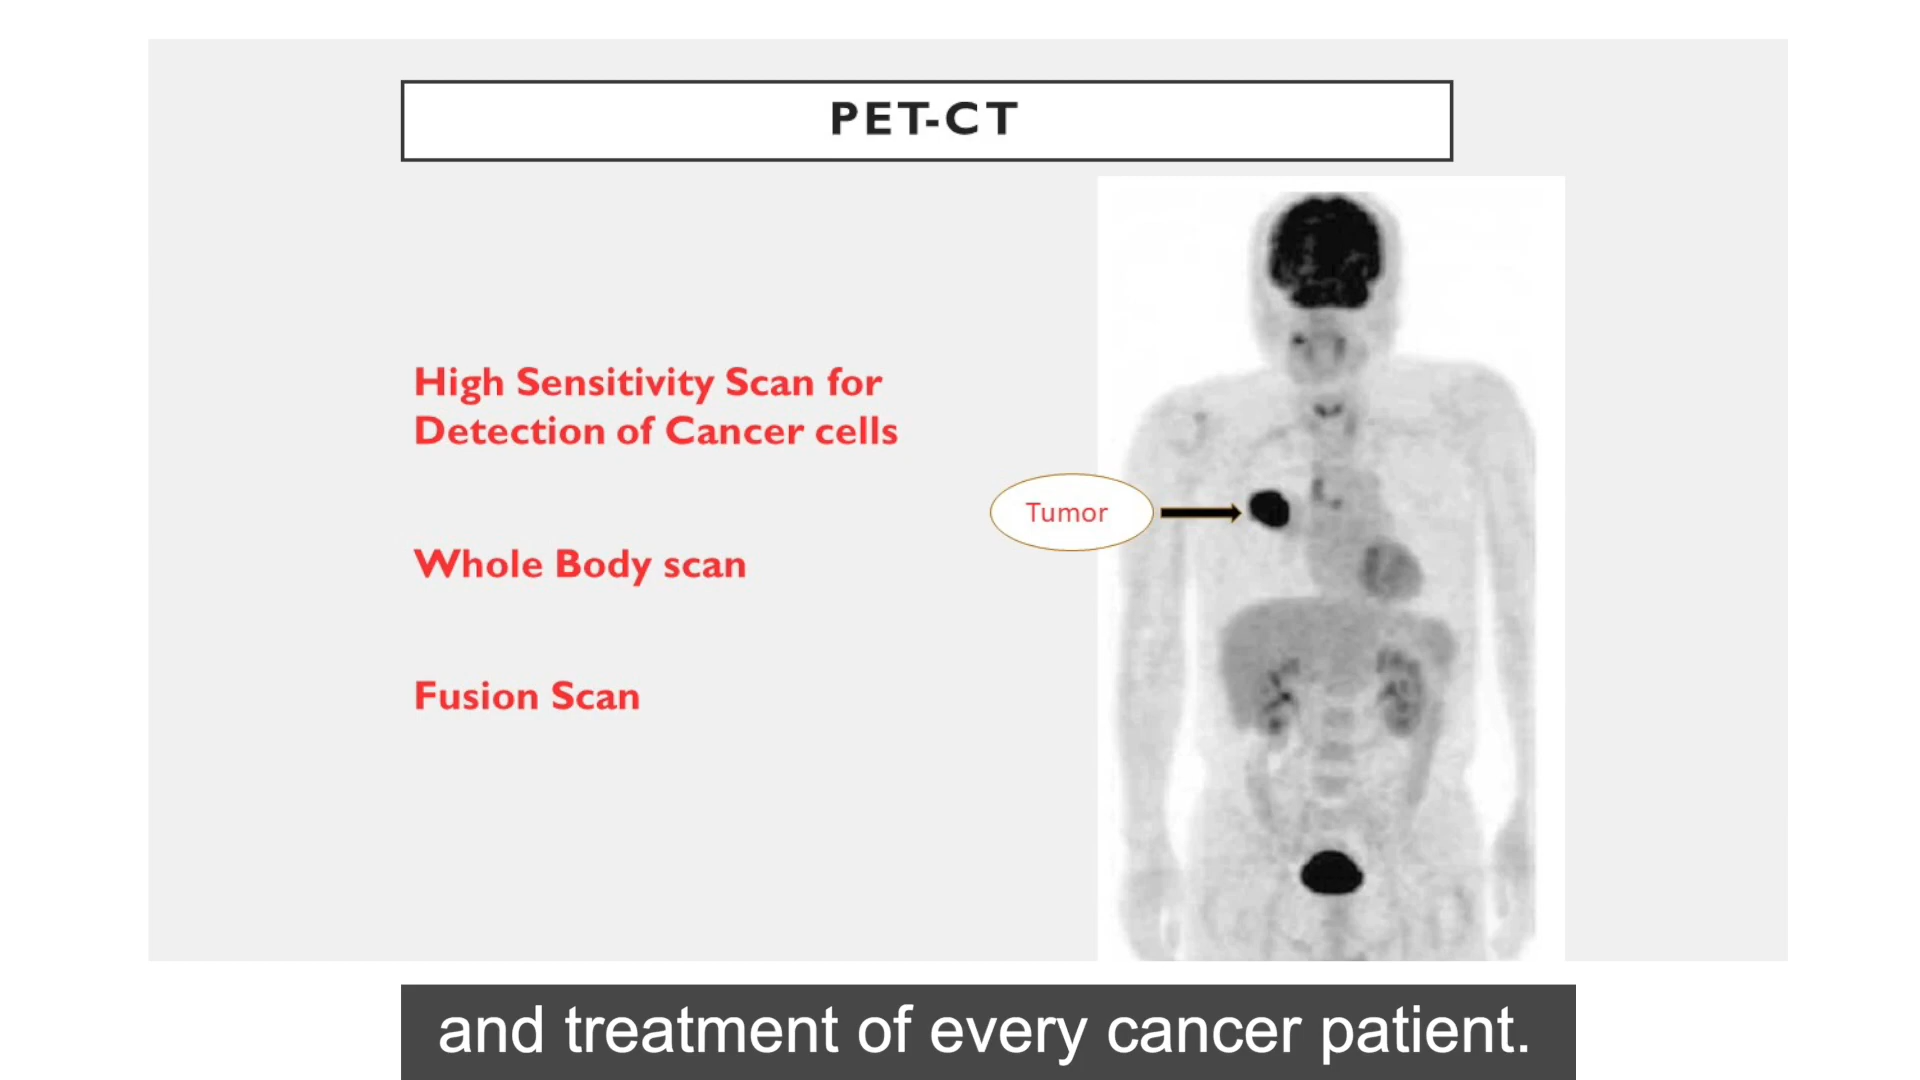 PET-CT
High Sensitivity Scan for
Detection of Cancer cells
Tumor
Whole Body scan
Fusion Scan
and treatment of every cancer patient.